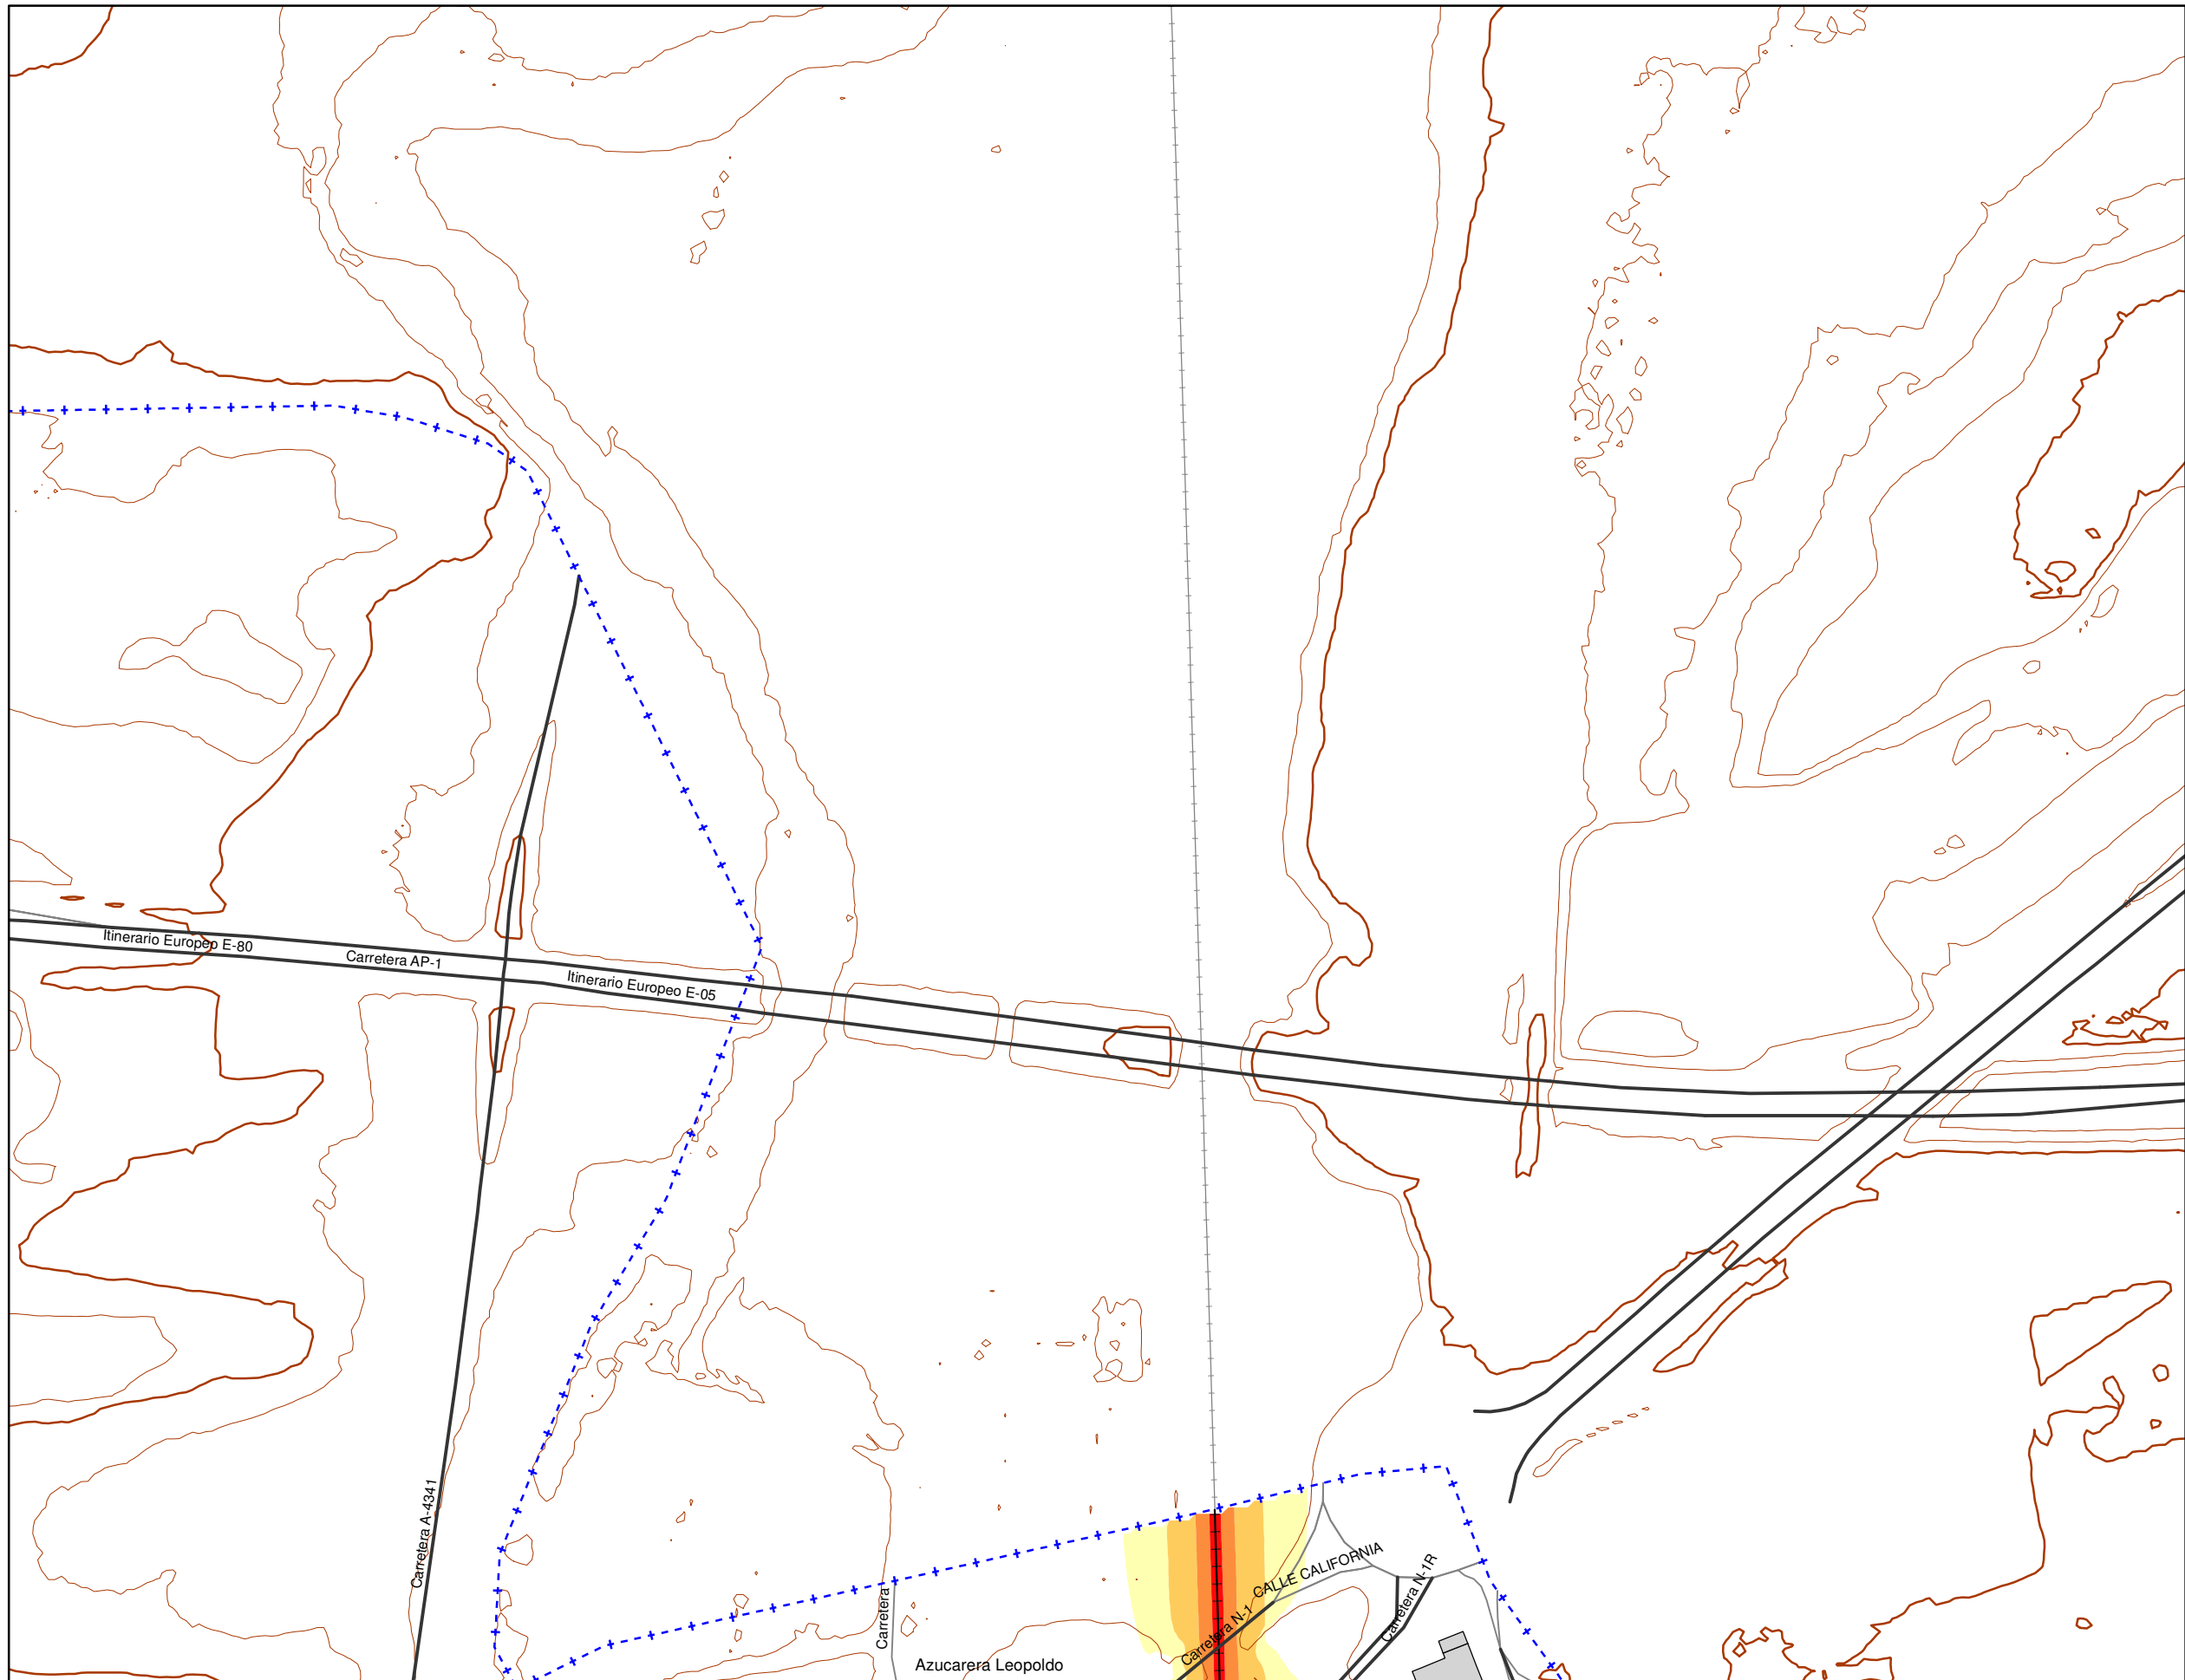 Itinerario Europeo E-80
Carretera AP-1
Itinerario Europeo E-05
Carretera A-4341
CALLE CALIFORNIA
Carretera N-1R
Carretera N-1
Carretera
Azucarera Leopoldo